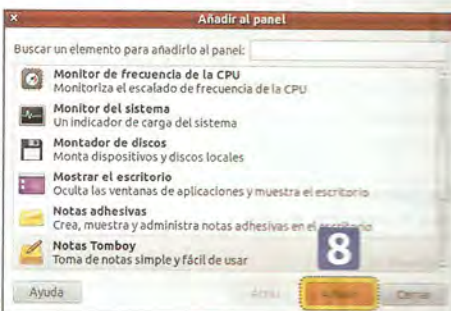 Añadir al panel
Buscar un elemento para añadirlo al panel:
Monitor de frecuencia de la CPU
Monitoriza el escalado de frecuencia de la CPU
Monitor del sistema
Un indicador de carga del sistema
Montador de discos
Monta dispositivos y discos locales
Mostrar el escritorio
Oculta las ventanas de aplicaciones y muestra el escritorio
Notas adhesivas
Crea, muestra y administra notas adhesivas en el escritorio
Notas Tomboy
Toma de notas simple y fácil de usar
8
Ayuda Atrás Añadir Cerrar